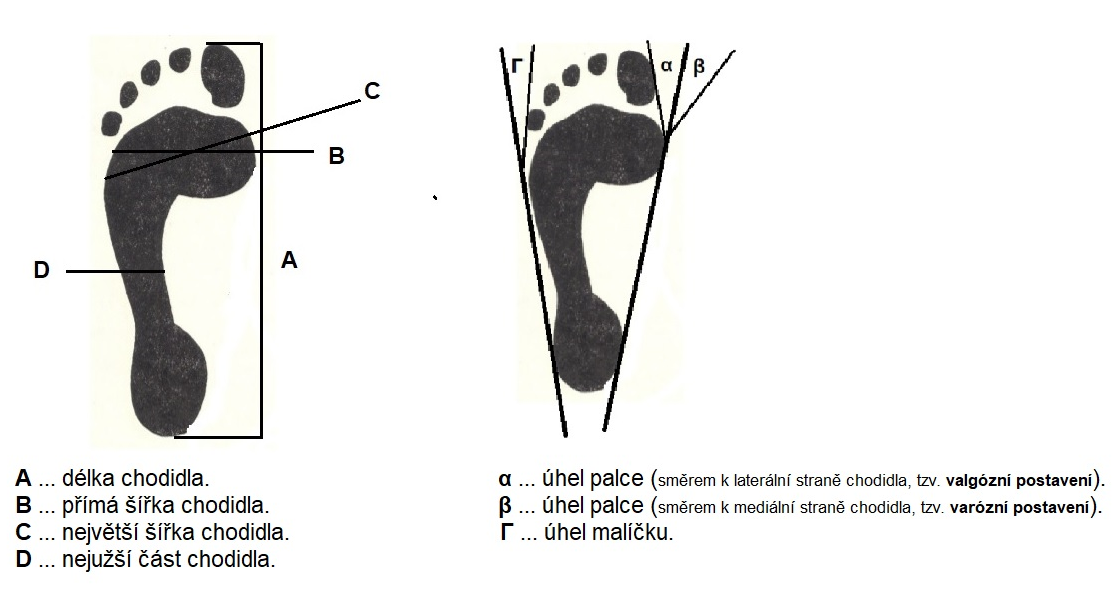 C
B
D
A
Γ
α
β
A ... délka chodidla.
B ... přímá šířka chodidla.
C ... největší šířka chodidla.
D ... nejužší část chodidla.
α ... úhel palce (směrem k laterální straně chodidla, tzv. valgózní postavení).
β ... úhel palce (směrem k mediální straně chodidla, tzv. varózní postavení).
Γ ... úhel malíčku.